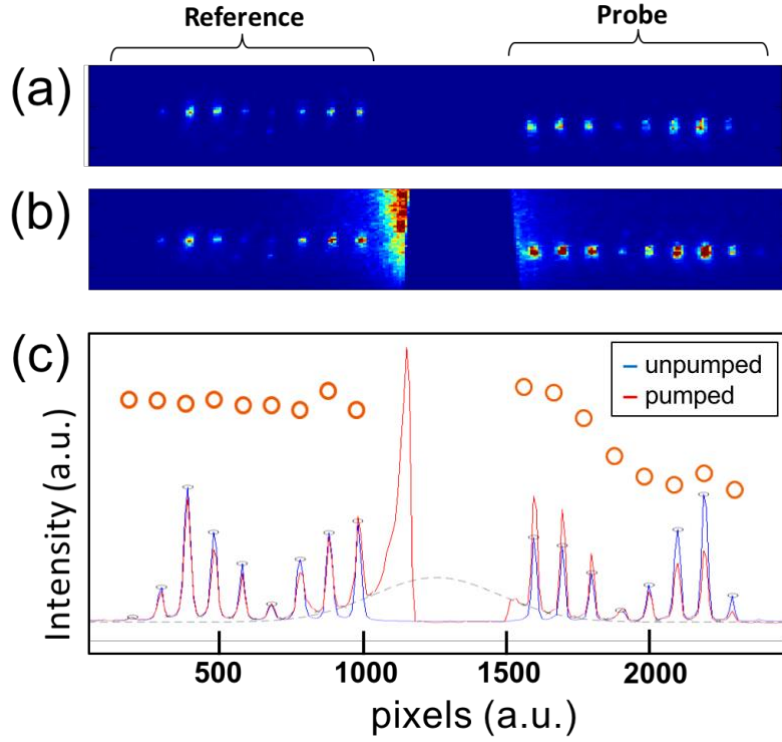 Reference Probe
(a)
(b)
(c)
unpumped
pumped
Intensity (a.u.)
500 1000 1500 2000
pixels (a.u.)